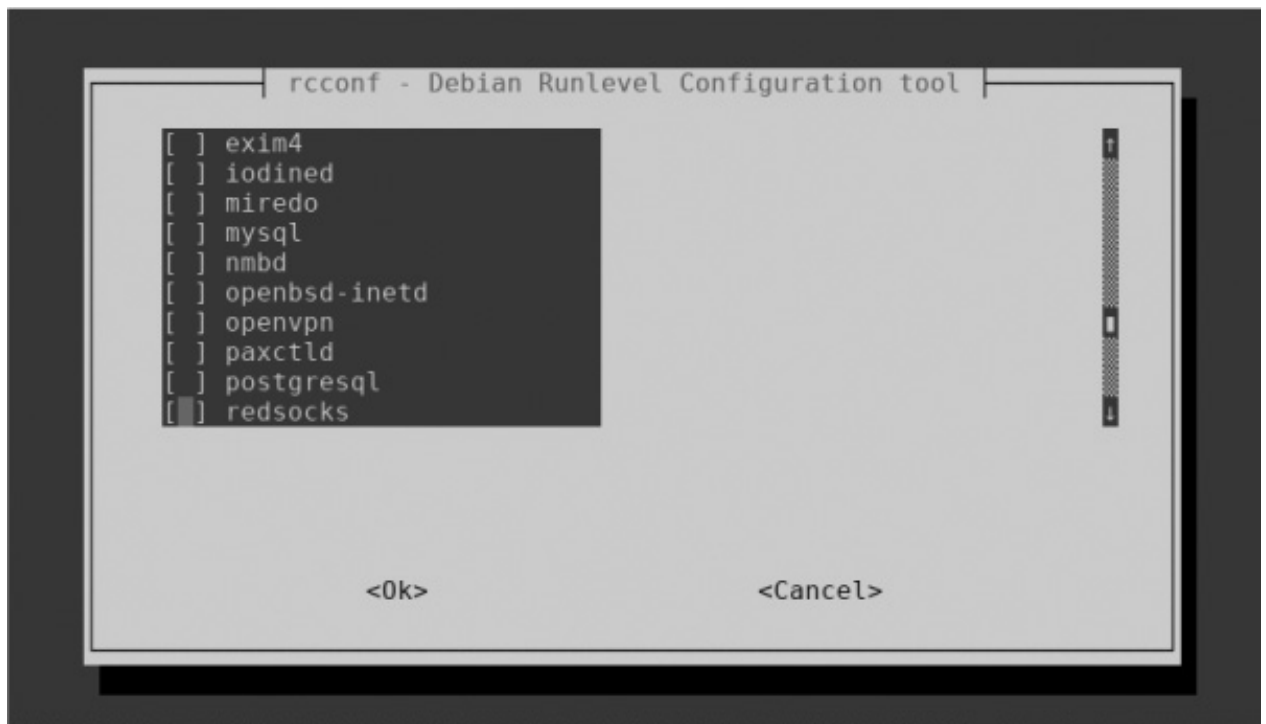 rcconf - Debian Runlevel Configuration tool
[ ] exim4
[ ] iodined
[ ] miredo
[ ] mysql
[ ] nmbd
[ ] openbsd-inetd
[ ] openvpn
[ ] paxctld
[ ] postgresql
[ ] redsocks
<Ok> <Cancel>